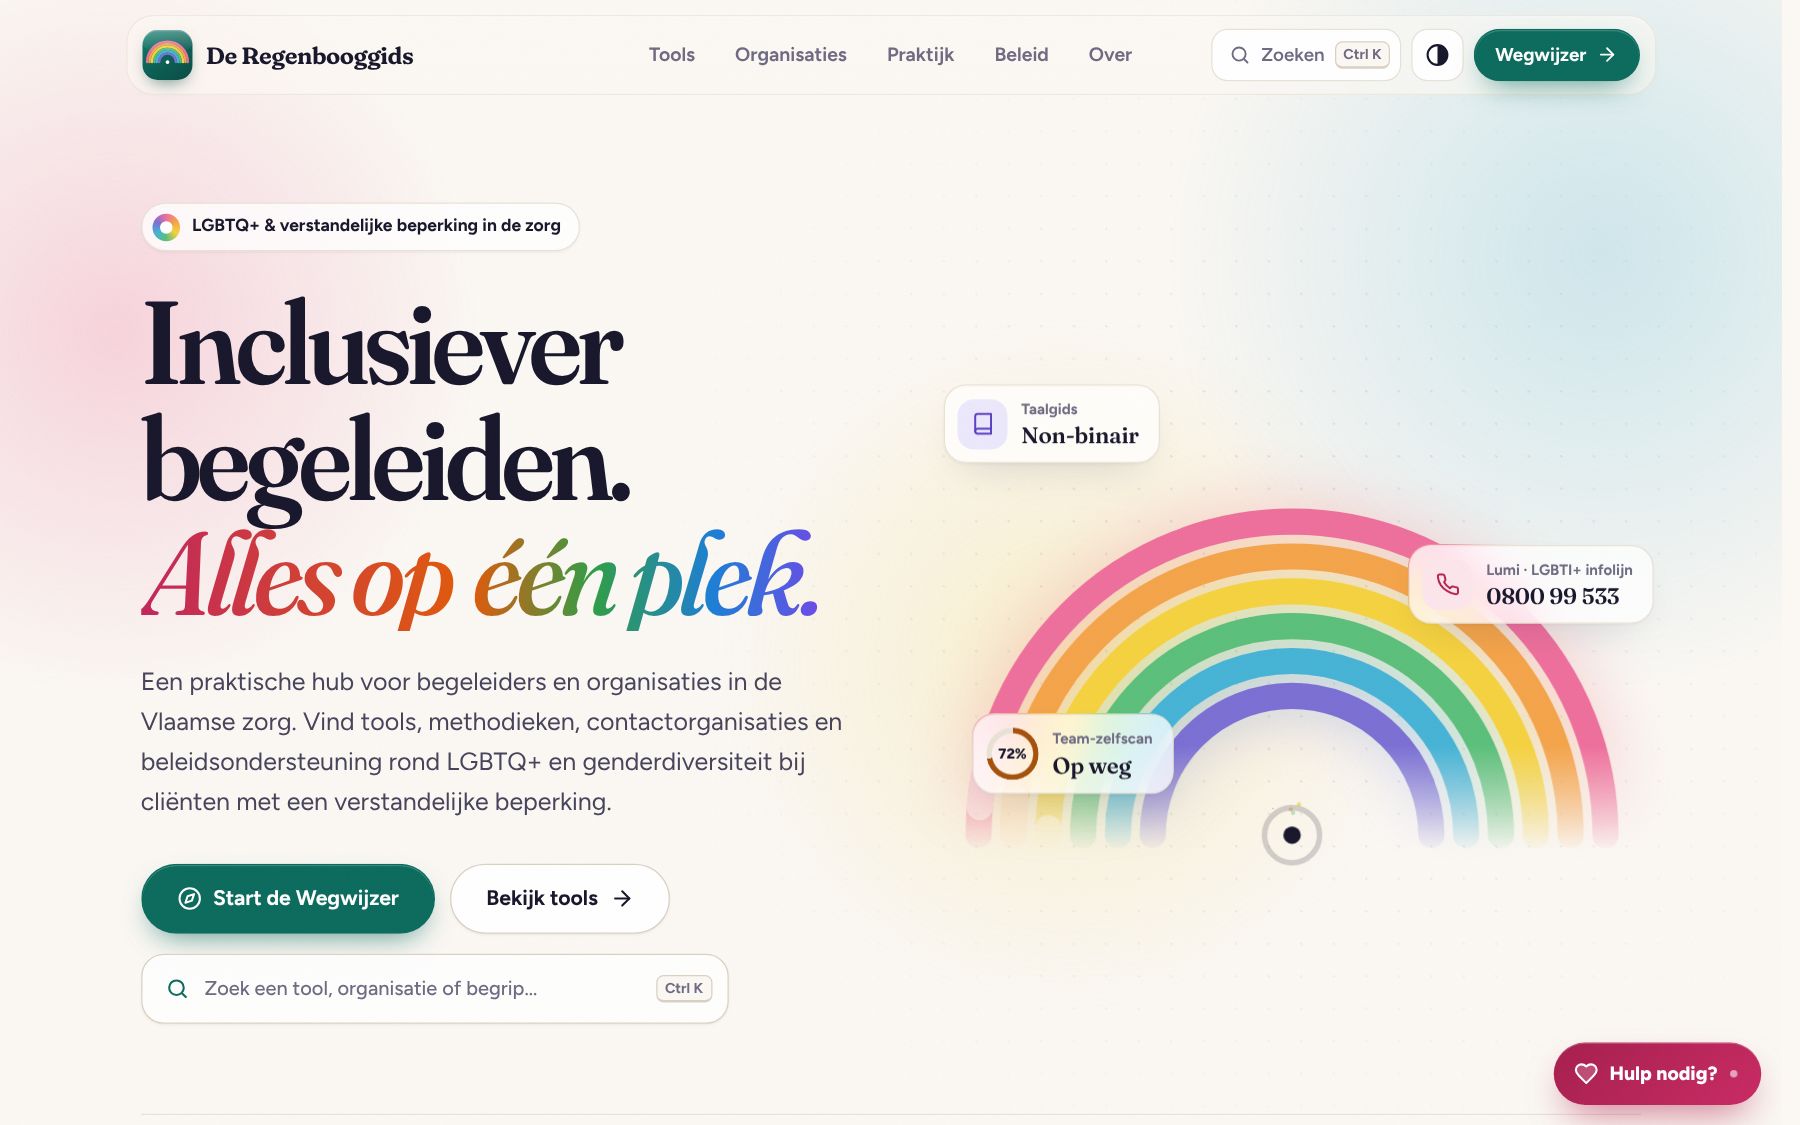 De Regenbooggids
Tools
Organisaties
Praktijk
Beleid
Over
Zoeken
Ctrl K
Wegwijzer
LGBTQ+ & verstandelijke beperking in de zorg
Inclusiever
begeleiden.
Alles op één plek.
Een praktische hub voor begeleiders en organisaties in de
Vlaamse zorg. Vind tools, methodieken, contactorganisaties en
beleidsondersteuning rond LGBTQ+ en genderdiversiteit bij
cliënten met een verstandelijke beperking.
Start de Wegwijzer
Bekijk tools
Zoek een tool, organisatie of begrip...
Ctrl K
Taalgids
Non-binair
Lumi · LGBTI+ infolijn
0800 99 533
72%
Team-zelfscan
Op weg
Hulp nodig?